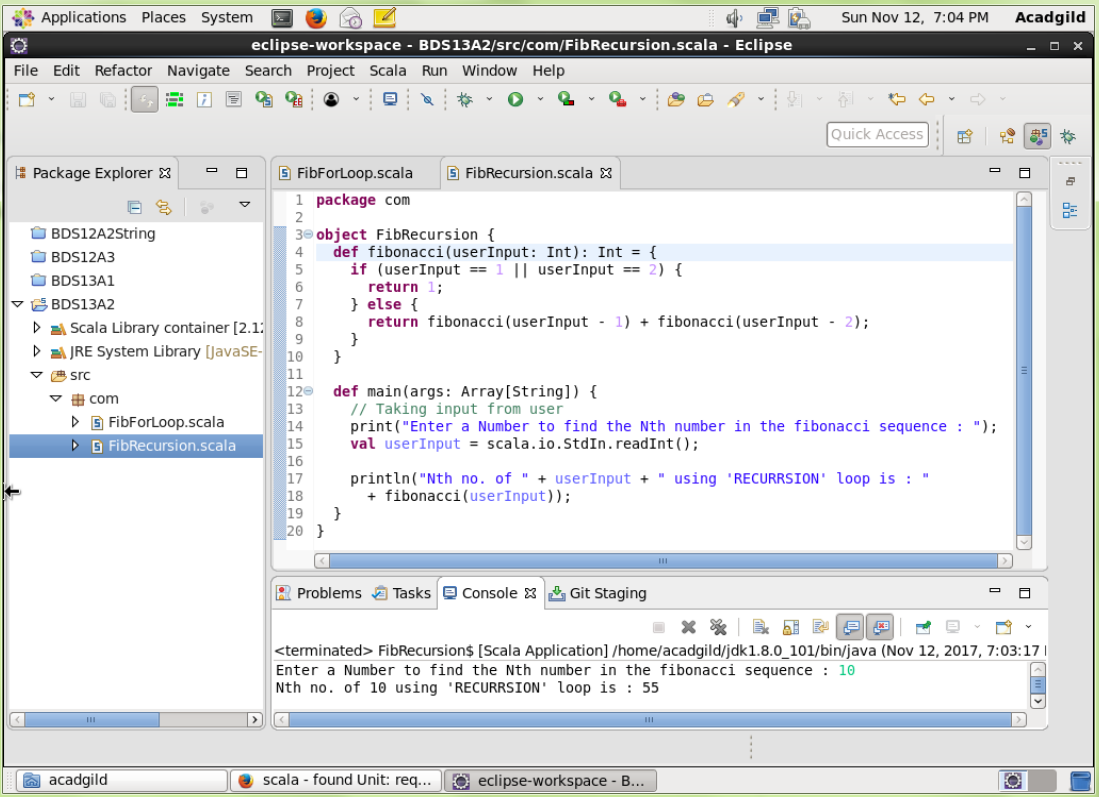 Applications Places System Sun Nov 12, 7:04 PM Acadgild
eclipse-workspace - BDS13A2/src/com/FibRecursion.scala - Eclipse
File Edit Refactor Navigate Search Project Scala Run Window Help
Quick Access
Package Explorer
BDS12A2String
BDS12A3
BDS13A1
BDS13A2
Scala Library container [2.12
JRE System Library [JavaSE-
src
com
FibForLoop.scala
FibRecursion.scala
FibForLoop.scala FibRecursion.scala
1 package com
2
3 object FibRecursion {
4 def fibonacci(userInput: Int): Int = {
5 if (userInput == 1 || userInput == 2) {
6 return 1;
7 } else {
8 return fibonacci(userInput - 1) + fibonacci(userInput - 2);
9 }
10 }
11
12 def main(args: Array[String]) {
13 // Taking input from user
14 print("Enter a Number to find the Nth number in the fibonacci sequence : ");
15 val userInput = scala.io.StdIn.readInt();
16
17 println("Nth no. of " + userInput + " using 'RECURRSION' loop is : "
18 + fibonacci(userInput));
19 }
20 }
Problems Tasks Console Git Staging
<terminated> FibRecursion$ [Scala Application] /home/acadgild/jdk1.8.0_101/bin/java (Nov 12, 2017, 7:03:17
Enter a Number to find the Nth number in the fibonacci sequence : 10
Nth no. of 10 using 'RECURRSION' loop is : 55
acadgild scala - found Unit: req... eclipse-workspace - B...